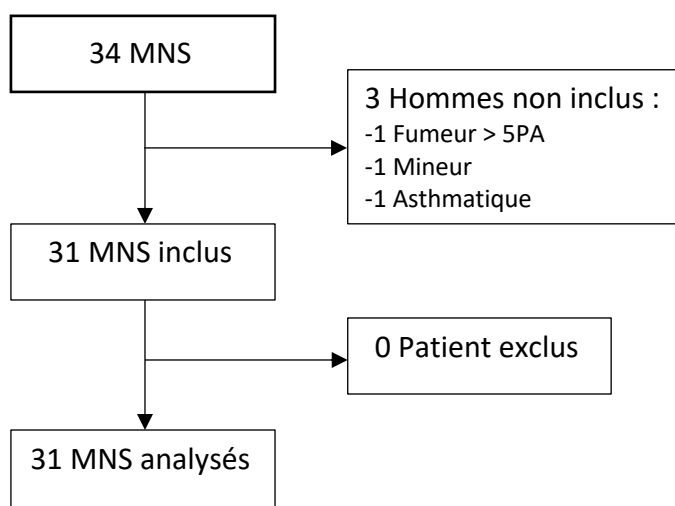 34 MNS
3 Hommes non inclus :
-1 Fumeur > 5PA
-1 Mineur
-1 Asthmatique
31 MNS inclus
0 Patient exclus
31 MNS analysés